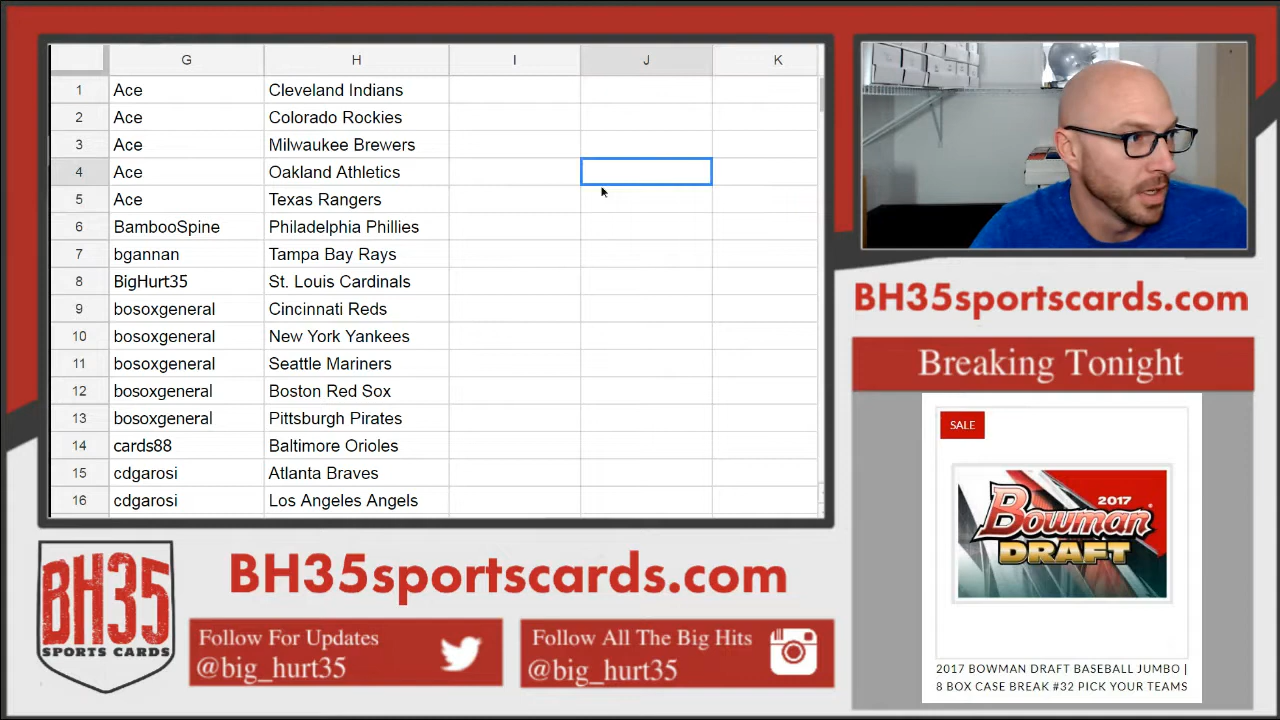 G H I J K
1 Ace Cleveland Indians
2 Ace Colorado Rockies
3 Ace Milwaukee Brewers
4 Ace Oakland Athletics
5 Ace Texas Rangers
6 BambooSpine Philadelphia Phillies
7 bgannan Tampa Bay Rays
8 BigHurt35 St. Louis Cardinals
9 bosoxgeneral Cincinnati Reds
10 bosoxgeneral New York Yankees
11 bosoxgeneral Seattle Mariners
12 bosoxgeneral Boston Red Sox
13 bosoxgeneral Pittsburgh Pirates
14 cards88 Baltimore Orioles
15 cdgarosi Atlanta Braves
16 cdgarosi Los Angeles Angels
BH35sportscards.com
Breaking Tonight
SALE
2017
Bowman
DRAFT
2017 BOWMAN DRAFT BASEBALL JUMBO |
8 BOX CASE BREAK #32 PICK YOUR TEAMS
BH35
SPORTS CARDS
BH35sportscards.com
Follow For Updates
@big_hurt35
Follow All The Big Hits
@big_hurt35